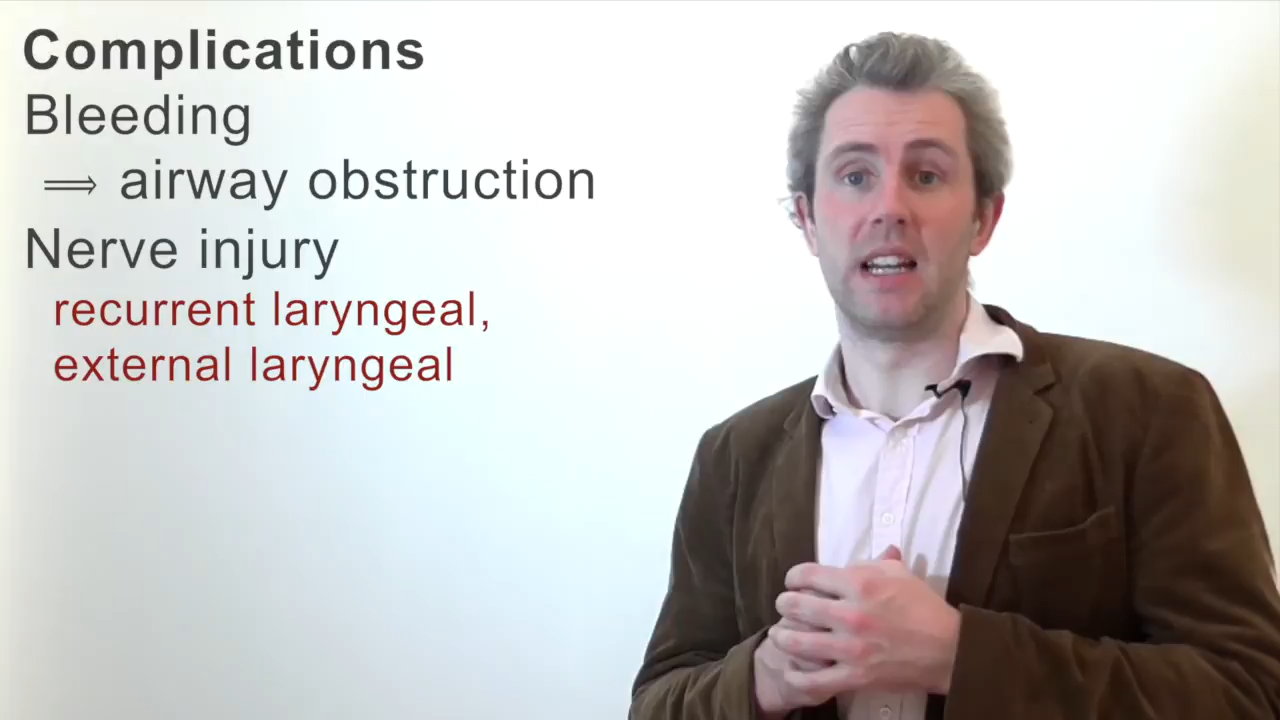 Complications
Bleeding
⟹ airway obstruction
Nerve injury
recurrent laryngeal,
external laryngeal